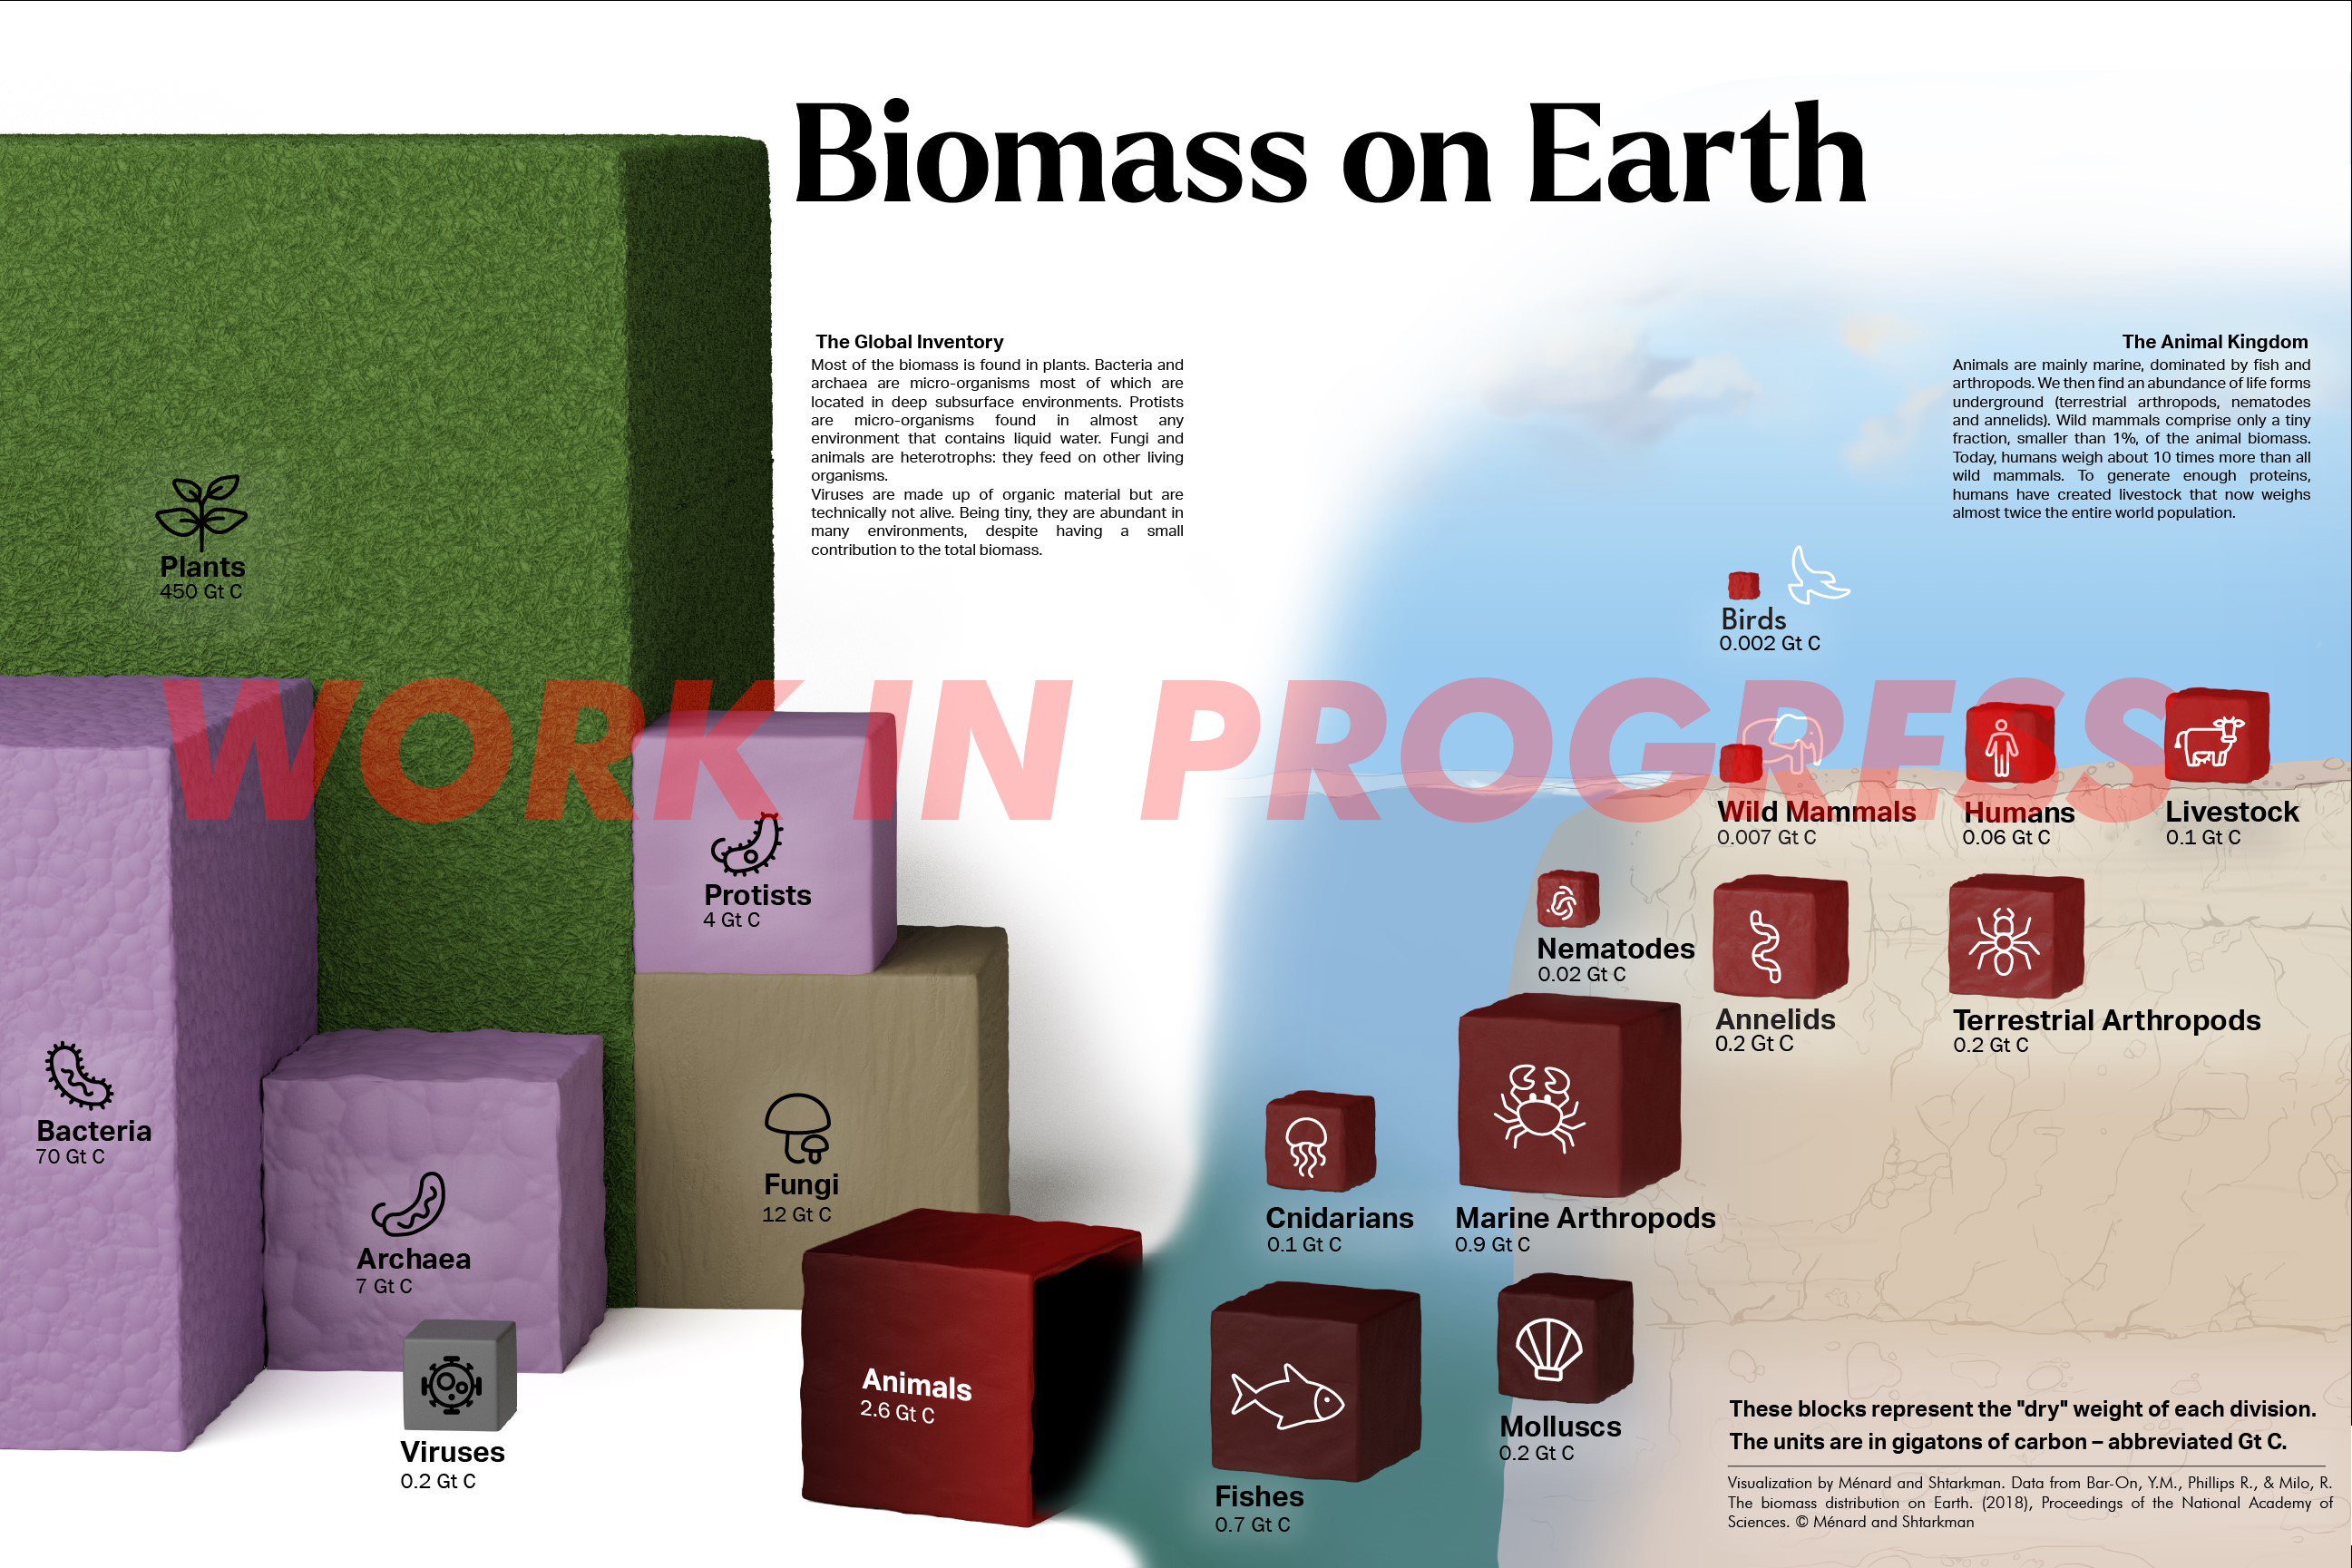 Biomass on Earth
The Global Inventory
Most of the biomass is found in plants. Bacteria and
archaea are micro-organisms most of which are
located in deep subsurface environments. Protists
are micro-organisms found in almost any
environment that contains liquid water. Fungi and
animals are heterotrophs: they feed on other living
organisms.
Viruses are made up of organic material but are
technically not alive. Being tiny, they are abundant in
many environments, despite having a small
contribution to the total biomass.
The Animal Kingdom
Animals are mainly marine, dominated by fish and
arthropods. We then find an abundance of life forms
underground (terrestrial arthropods, nematodes
and annelids). Wild mammals comprise only a tiny
fraction, smaller than 1%, of the animal biomass.
Today, humans weigh about 10 times more than all
wild mammals. To generate enough proteins,
humans have created livestock that now weighs
almost twice the entire world population.
Plants
450 Gt C
WORK IN PROGRESS
Protists
4 Gt C
Bacteria
70 Gt C
Archaea
7 Gt C
Fungi
12 Gt C
Viruses
0.2 Gt C
Animals
2.6 Gt C
Birds
0.002 Gt C
Wild Mammals
0.007 Gt C
Humans
0.06 Gt C
Livestock
0.1 Gt C
Nematodes
0.02 Gt C
Annelids
0.2 Gt C
Terrestrial Arthropods
0.2 Gt C
Cnidarians
0.1 Gt C
Marine Arthropods
0.9 Gt C
Fishes
0.7 Gt C
Molluscs
0.2 Gt C
These blocks represent the "dry" weight of each division.
The units are in gigatons of carbon – abbreviated Gt C.
Visualization by Ménard and Shtarkman. Data from Bar-On, Y.M., Phillips R., & Milo, R.
The biomass distribution on Earth. (2018), Proceedings of the National Academy of
Sciences. © Ménard and Shtarkman